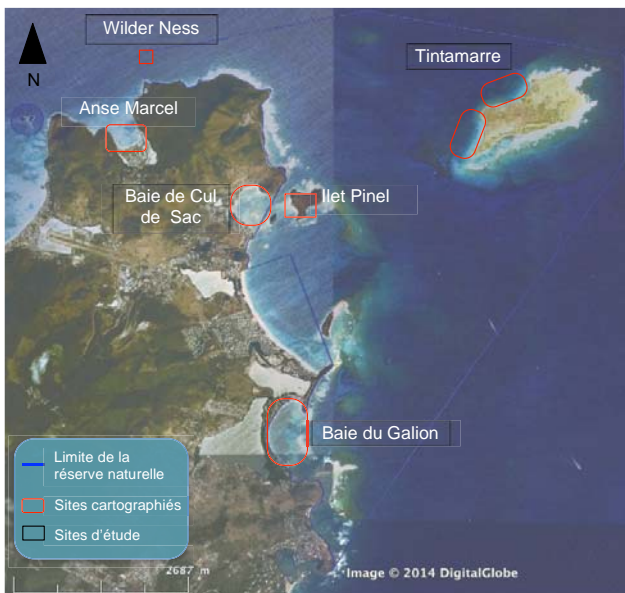 Wilder Ness
Tintamarre
N
Anse Marcel
Baie de Cul
de Sac
Ilet Pinel
Baie du Galion
Limite de la
réserve naturelle
Sites cartographiés
Sites d'étude
2687 m
Image © 2014 DigitalGlobe